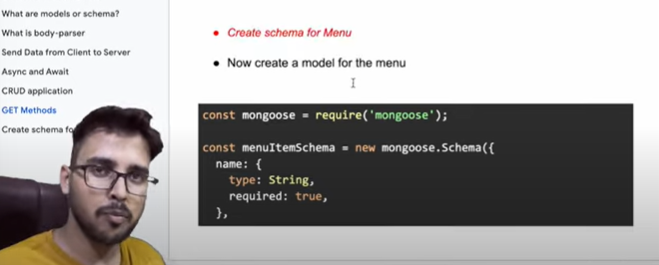 What are models or schema?
What is body-parser
Send Data from Client to Server
Async and Await
CRUD application
GET Methods
Create schema fo
Create schema for Menu
Now create a model for the menu
const mongoose = require('mongoose');
const menuItemSchema = new mongoose.Schema({
name: {
type: String,
required: true,
},